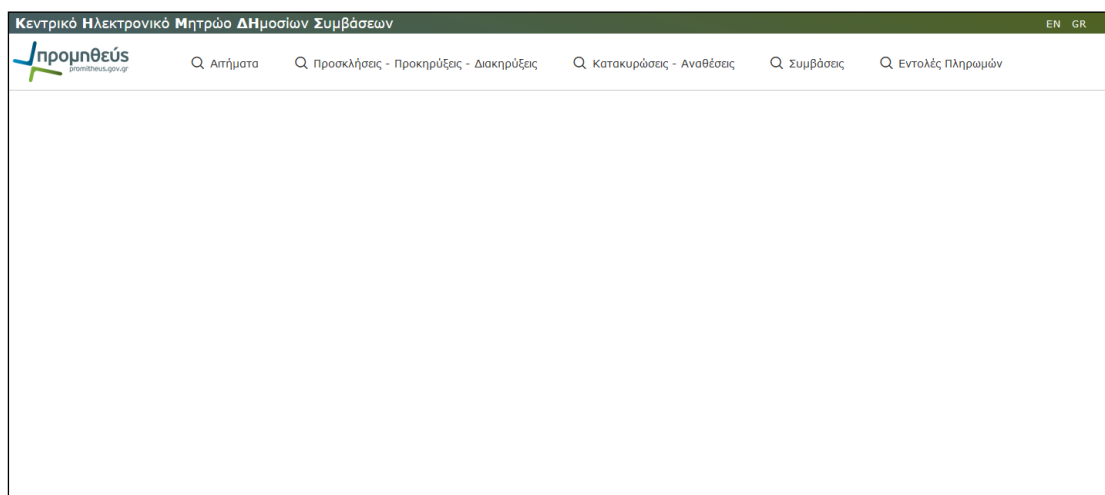 Κεντρικό Ηλεκτρονικό Μητρώο ΔΗμοσίων Συμβάσεων EN GR
προμηθεύς
promitheus.gov.gr
Αιτήματα Προσκλήσεις - Προκηρύξεις - Διακηρύξεις Κατακυρώσεις - Αναθέσεις Συμβάσεις Εντολές Πληρωμών